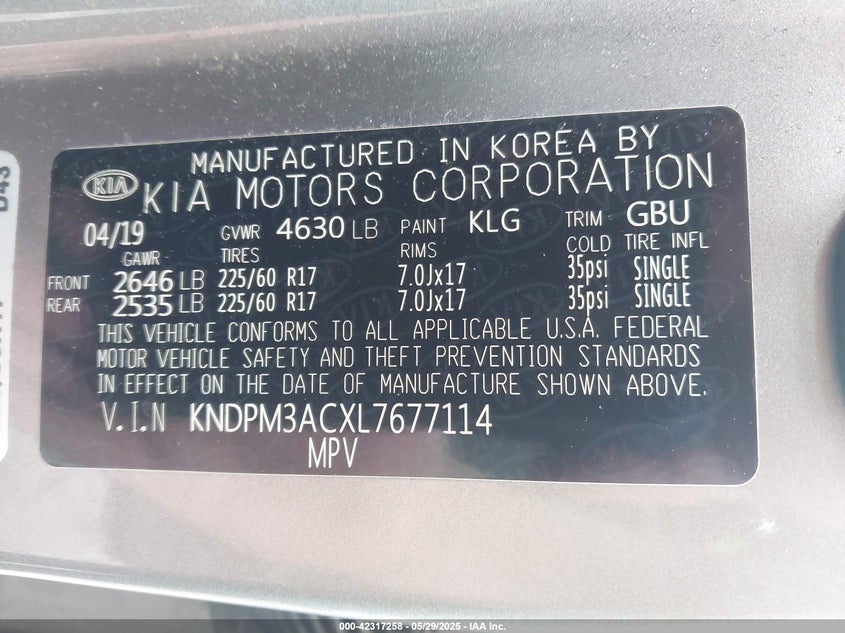 MANUFACTURED IN KOREA BY
KIA KIA MOTORS CORPORATION
04/19 GVWR 4630 LB PAINT KLG TRIM GBU
GAWR TIRES RIMS COLD TIRE INFL
FRONT 2646 LB 225/60 R17 7.0Jx17 35psi SINGLE
REAR 2535 LB 225/60 R17 7.0Jx17 35psi SINGLE
THIS VEHICLE CONFORMS TO ALL APPLICABLE U.S.A. FEDERAL
MOTOR VEHICLE SAFETY AND THEFT PREVENTION STANDARDS
IN EFFECT ON THE DATE OF MANUFACTURE SHOWN ABOVE.
V.I.N KNDPM3ACXL7677114
MPV
D43
000-42317258 - 05/29/2025 - IAA Inc.